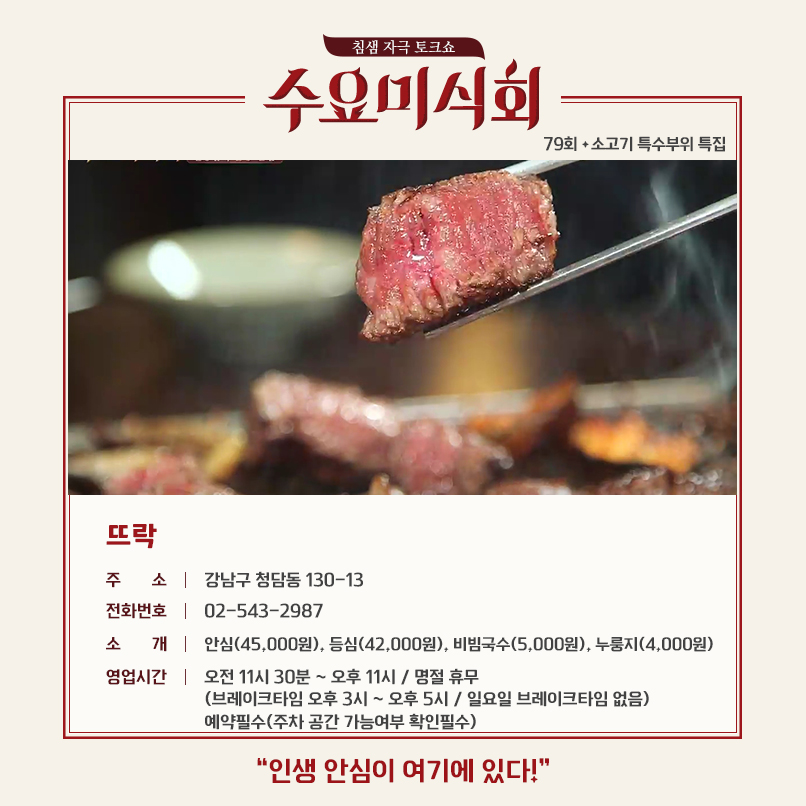 침샘 자극 토크쇼
수요미식회
79회 • 소고기 특수부위 특집
뜨락
주 소 | 강남구 청담동 130-13
전화번호 | 02-543-2987
소 개 | 안심(45,000원), 등심(42,000원), 비빔국수(5,000원), 누룽지(4,000원)
영업시간 | 오전 11시 30분 ~ 오후 11시 / 명절 휴무
(브레이크타임 오후 3시 ~ 오후 5시 / 일요일 브레이크타임 없음)
예약필수(주차 공간 가능여부 확인필수)
“인생 안심이 여기에 있다!”